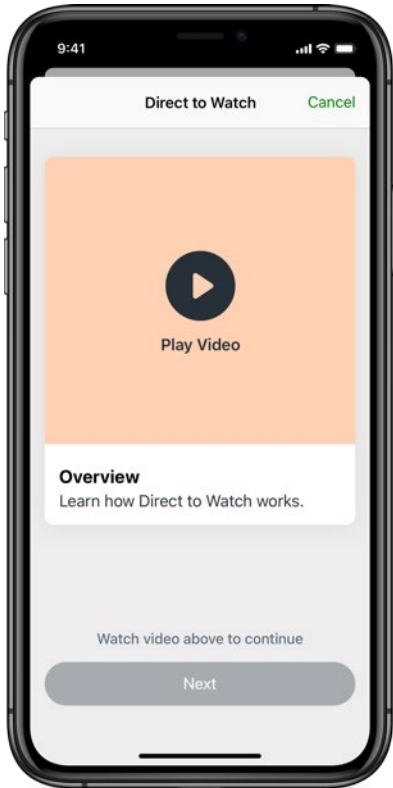 9:41
Direct to Watch Cancel
Play Video
Overview
Learn how Direct to Watch works.
Watch video above to continue
Next